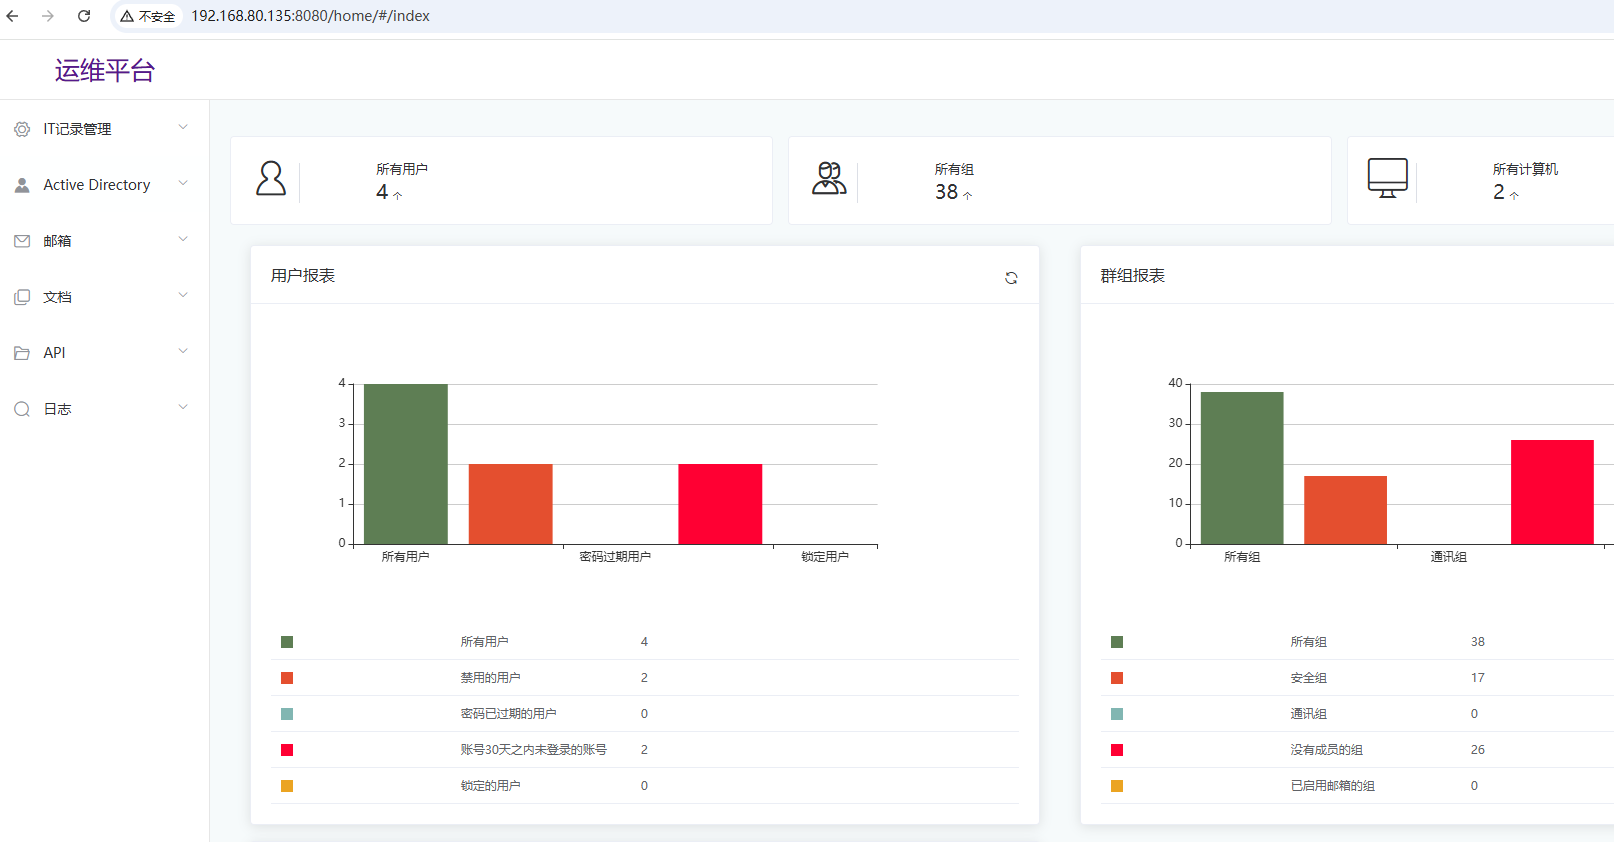 不安全 192.168.80.135:8080/home/#/index
运维平台
IT记录管理
Active Directory
邮箱
文档
API
日志
所有用户
4 个
所有组
38 个
所有计算机
2 个
用户报表
4
3
2
1
0
所有用户 密码过期用户 锁定用户
所有用户 4
禁用的用户 2
密码已过期的用户 0
账号30天之内未登录的账号 2
锁定的用户 0
群组报表
40
30
20
10
0
所有组 通讯组
所有组 38
安全组 17
通讯组 0
没有成员的组 26
已启用邮箱的组 0